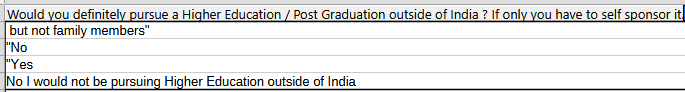 Would you definitely pursue a Higher Education / Post Graduation outside of India ? If only you have to self sponsor it,
but not family members"
"No
"Yes
No I would not be pursuing Higher Education outside of India